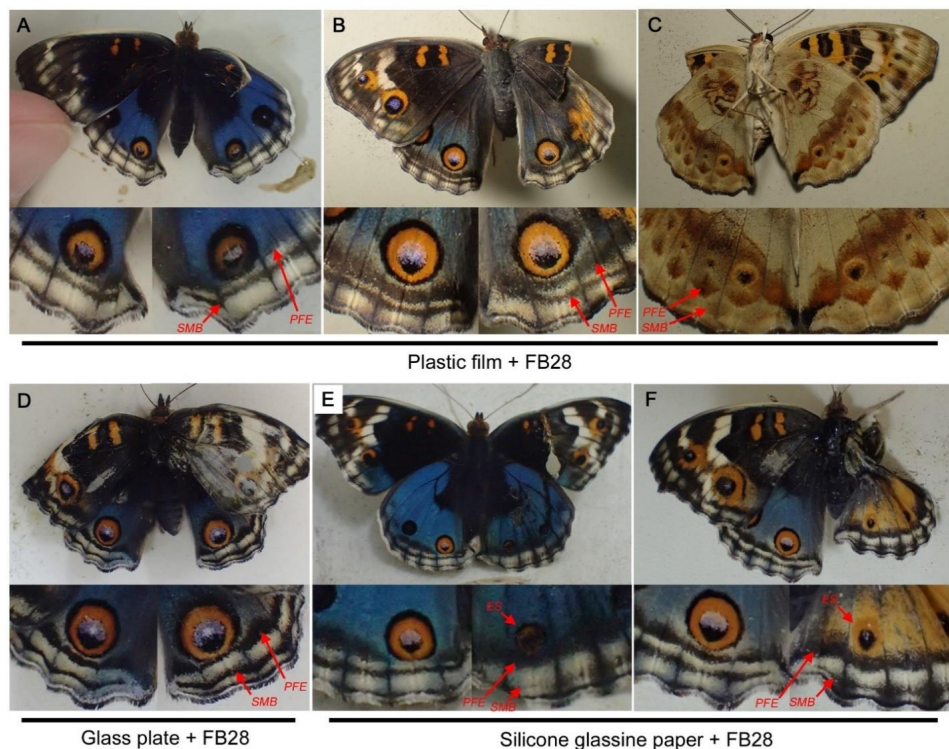 A
B
C
SMB
PFE
SMB
PFE
PFE
SMB
Plastic film + FB28
D
E
F
PFE
SMB
ES
PFE
SMB
ES
PFE
SMB
Glass plate + FB28
Silicone glassine paper + FB28